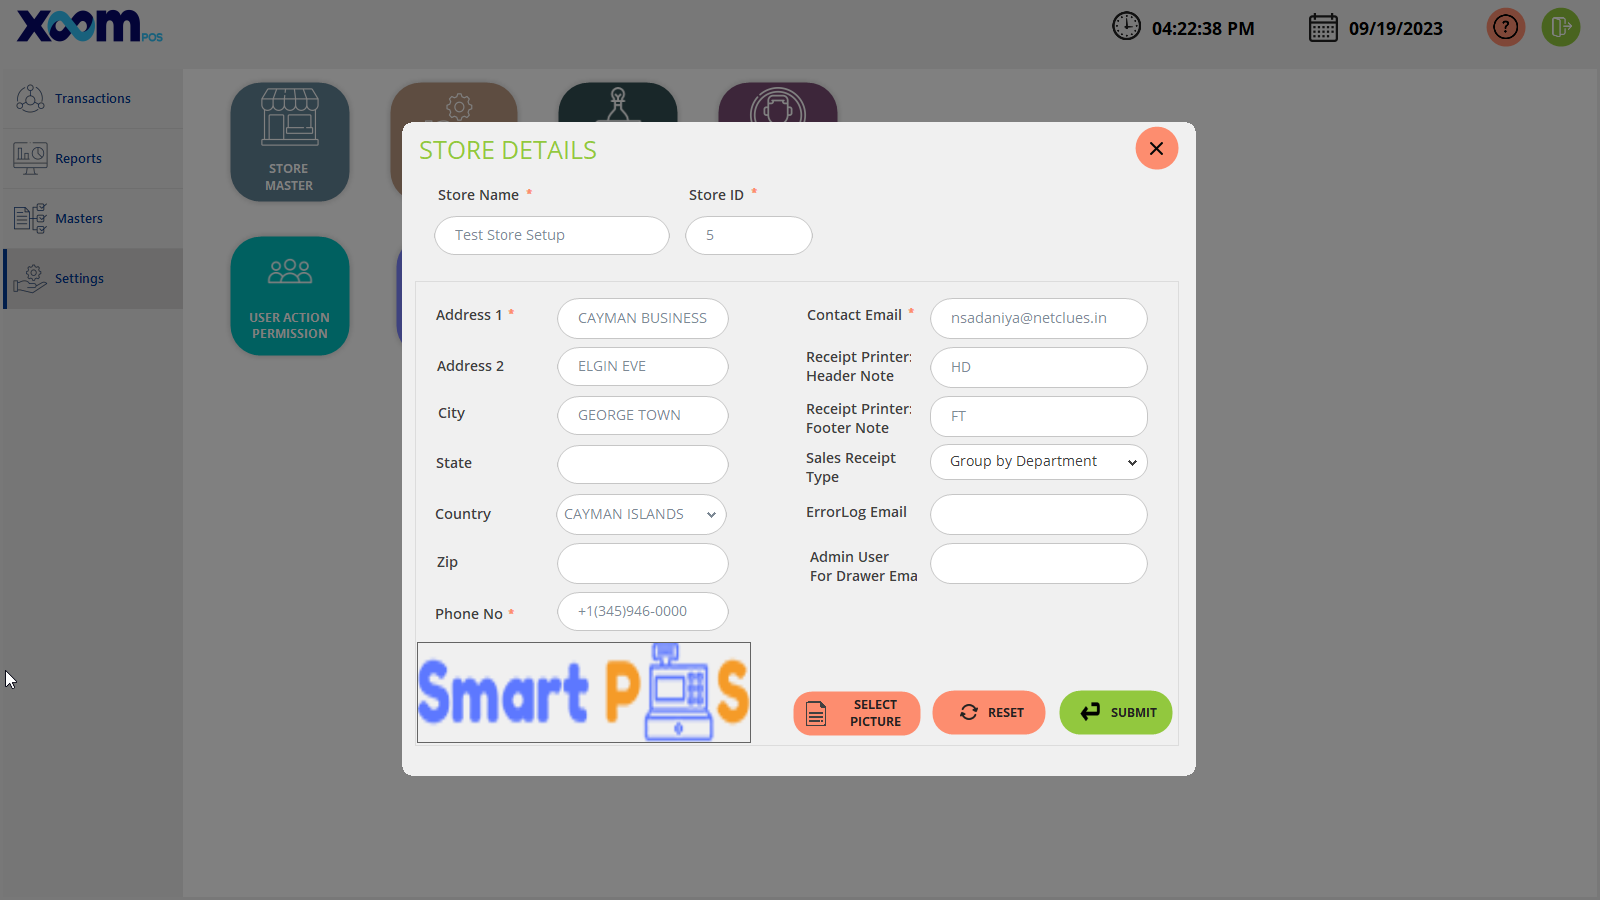 xoom POS
04:22:38 PM
09/19/2023
?
Transactions
Reports
Masters
Settings
STORE
MASTER
USER ACTION
PERMISSION
STORE DETAILS
Store Name *
Store ID *
Test Store Setup
5
Address 1 *
CAYMAN BUSINESS
Address 2
ELGIN EVE
City
GEORGE TOWN
State
Country
CAYMAN ISLANDS
Zip
Phone No *
+1(345)946-0000
Contact Email *
nsadaniya@netclues.in
Receipt Printer:
Header Note
HD
Receipt Printer:
Footer Note
FT
Sales Receipt
Type
Group by Department
ErrorLog Email
Admin User
For Drawer Ema
Smart POS
SELECT
PICTURE
RESET
SUBMIT